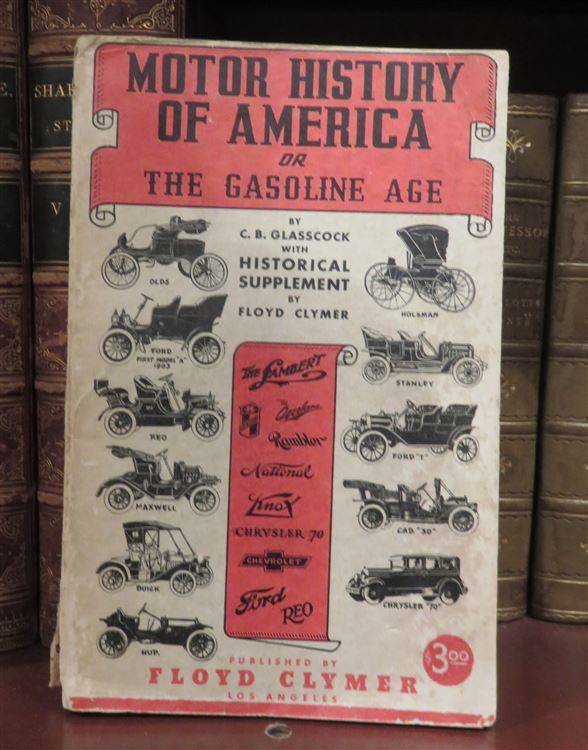 MOTOR HISTORY
OF AMERICA
OR
THE GASOLINE AGE
BY
C. B. GLASSCOCK
WITH
HISTORICAL
SUPPLEMENT
BY
FLOYD CLYMER
OLDS
FORD
FIRST MODEL "A"
1903
REO
MAXWELL
BUICK
HUP.
HOLSMAN
STANLEY
FORD "T"
CAD. "30"
CHRYSLER "70"
The Lambert
Rambler
National
Knox
CHRYSLER 70
CHEVROLET
Ford
REO
$3.00
PUBLISHED BY
FLOYD CLYMER
LOS ANGELES